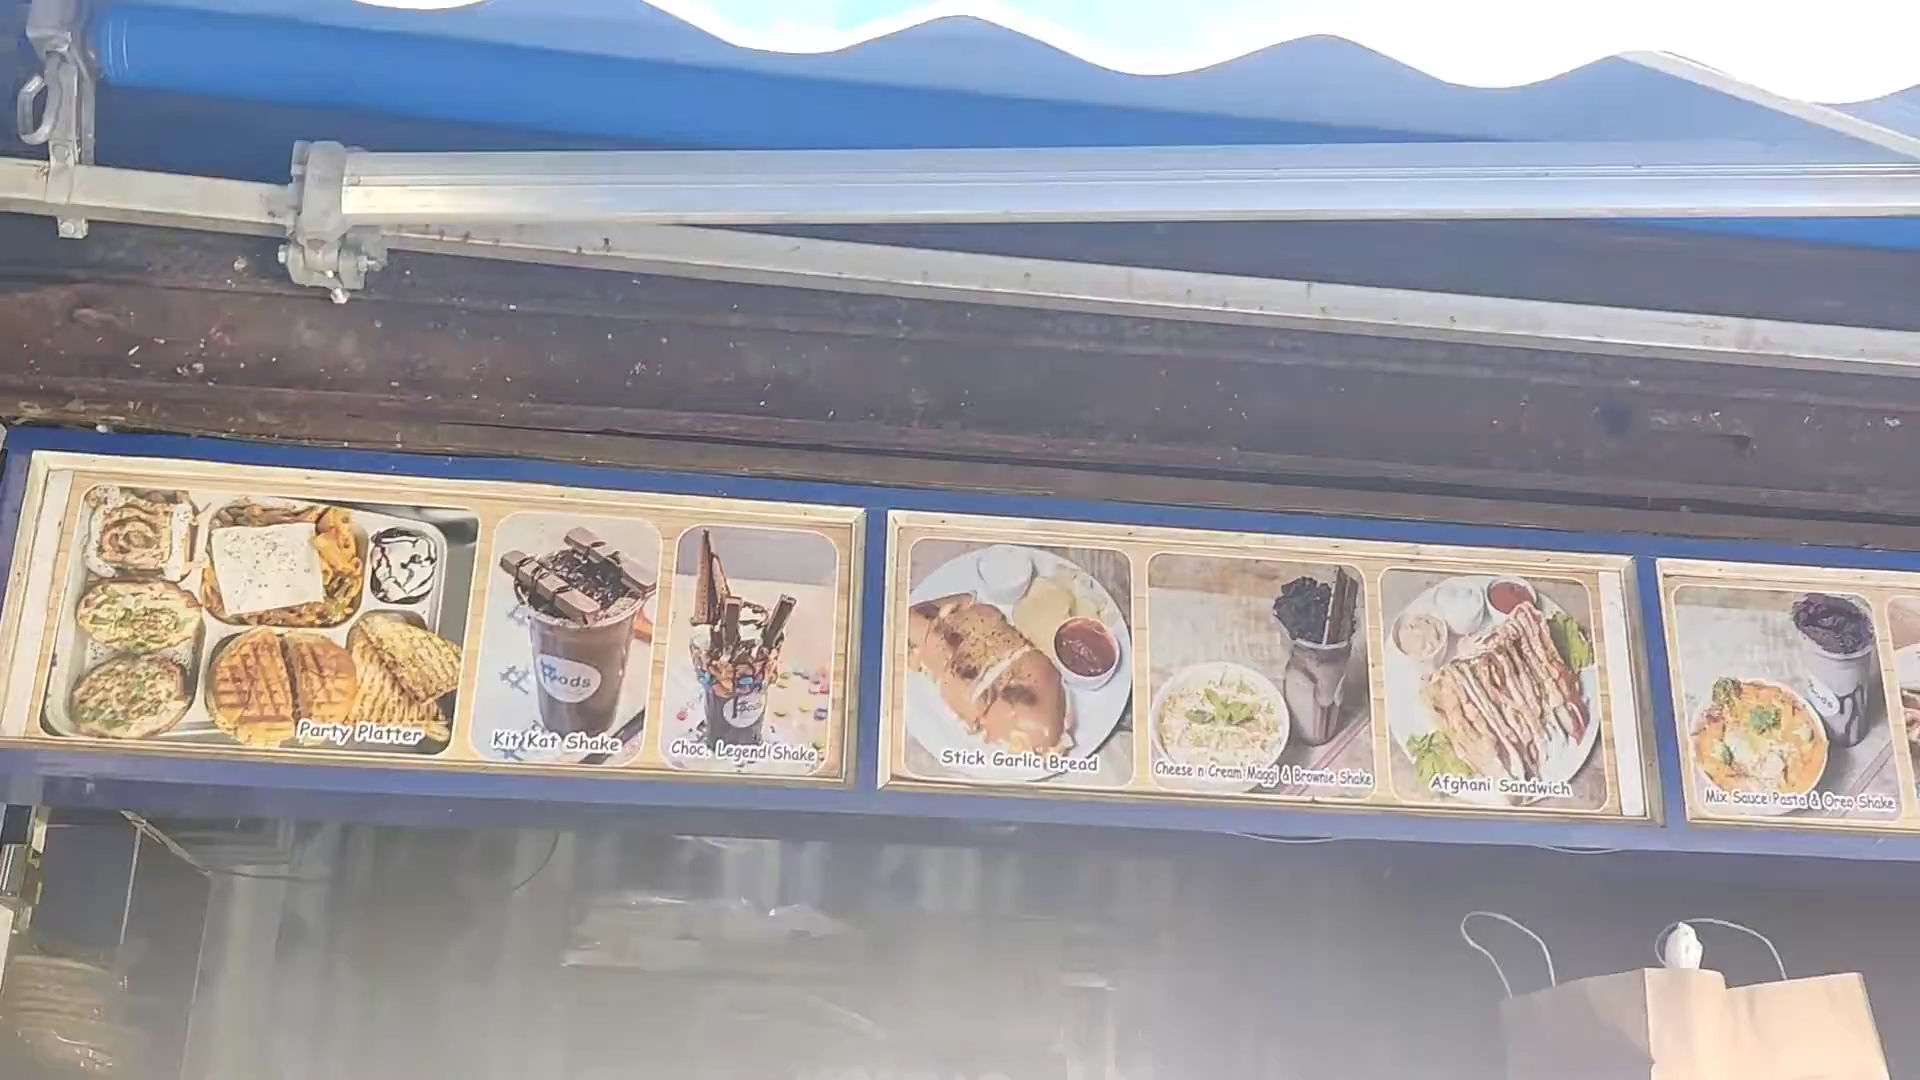 Party Platter
Kit Kat Shake
Choc. Legend Shake
Stick Garlic Bread
Cheese n Cream Maggi & Brownie Shake
Afghani Sandwich
Mix Sauce Pasta & Oreo Shake